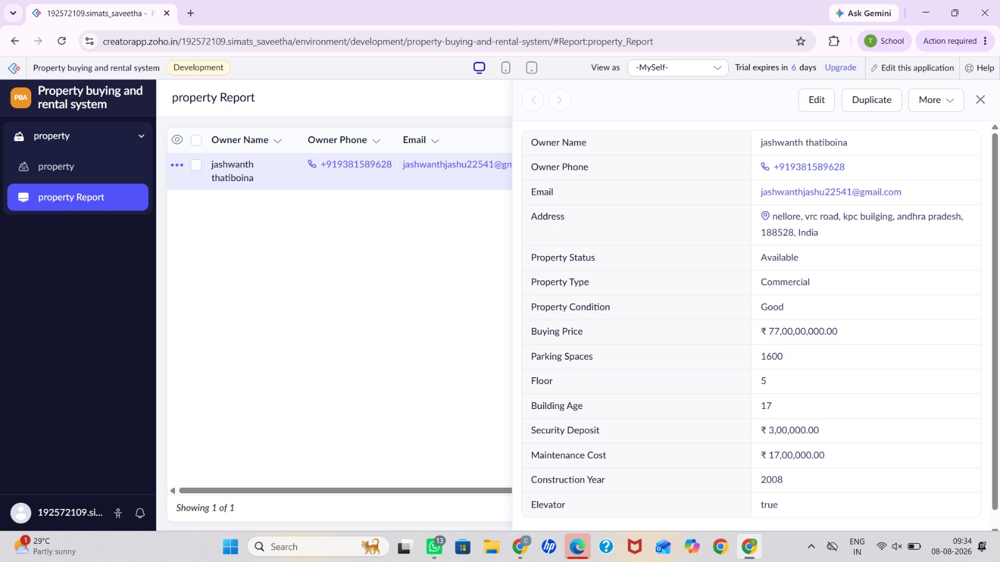 192572109.simats_saveetha - P
Ask Gemini
creatorapp.zoho.in/192572109.simats_saveetha/environment/development/property-buying-and-rental-system/#Report:property_Report
T School
Action required
Property buying and rental system
Development
View as
-MySelf-
Trial expires in 6 days
Upgrade
Edit this application
Help
PBA
Property buying and
rental system
property
property
property Report
192572109.si...
property Report
Owner Name
Owner Phone
Email
jashwanth
thatiboina
+919381589628
jashwanthjashu22541@gm
Showing 1 of 1
Edit
Duplicate
More
Owner Name
jashwanth thatiboina
Owner Phone
+919381589628
Email
jashwanthjashu22541@gmail.com
Address
nellore, vrc road, kpc builging, andhra pradesh,
188528, India
Property Status
Available
Property Type
Commercial
Property Condition
Good
Buying Price
₹ 77,00,00,000.00
Parking Spaces
1600
Floor
5
Building Age
17
Security Deposit
₹ 3,00,000.00
Maintenance Cost
₹ 17,00,000.00
Construction Year
2008
Elevator
true
1
29°C
Partly sunny
Search
13
C
hp
T
ENG
IN
09:34
08-08-2026